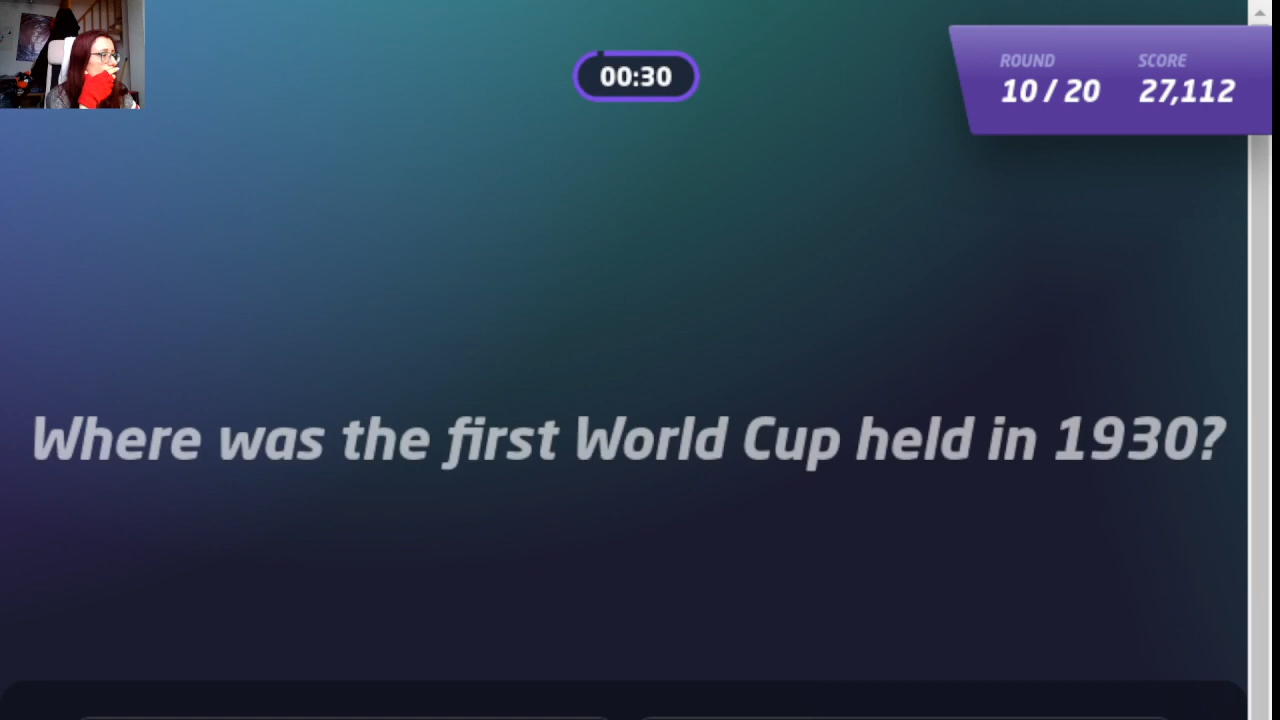 00:30
ROUND
10 / 20
SCORE
27,112
Where was the first World Cup held in 1930?